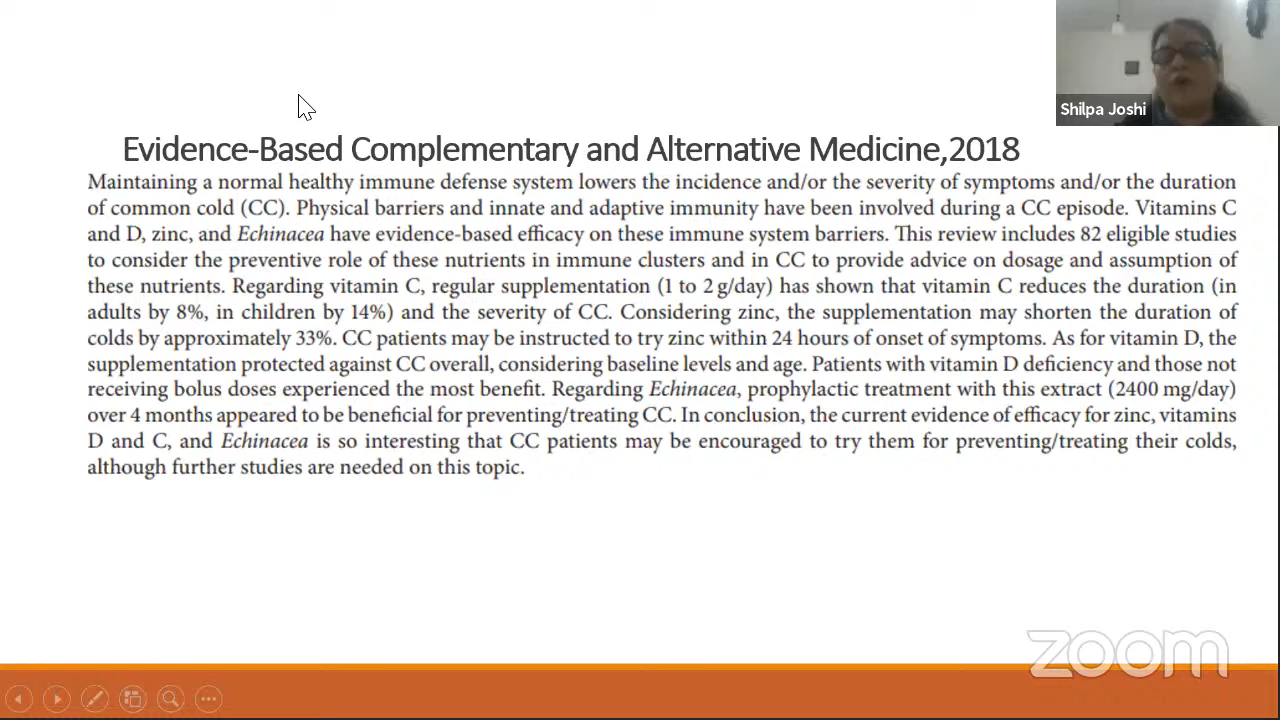 Shilpa Joshi
Evidence-Based Complementary and Alternative Medicine,2018
Maintaining a normal healthy immune defense system lowers the incidence and/or the severity of symptoms and/or the duration
of common cold (CC). Physical barriers and innate and adaptive immunity have been involved during a CC episode. Vitamins C
and D, zinc, and Echinacea have evidence-based efficacy on these immune system barriers. This review includes 82 eligible studies
to consider the preventive role of these nutrients in immune clusters and in CC to provide advice on dosage and assumption of
these nutrients. Regarding vitamin C, regular supplementation (1 to 2 g/day) has shown that vitamin C reduces the duration (in
adults by 8%, in children by 14%) and the severity of CC. Considering zinc, the supplementation may shorten the duration of
colds by approximately 33%. CC patients may be instructed to try zinc within 24 hours of onset of symptoms. As for vitamin D, the
supplementation protected against CC overall, considering baseline levels and age. Patients with vitamin D deficiency and those not
receiving bolus doses experienced the most benefit. Regarding Echinacea, prophylactic treatment with this extract (2400 mg/day)
over 4 months appeared to be beneficial for preventing/treating CC. In conclusion, the current evidence of efficacy for zinc, vitamins
D and C, and Echinacea is so interesting that CC patients may be encouraged to try them for preventing/treating their colds,
although further studies are needed on this topic.
zoom